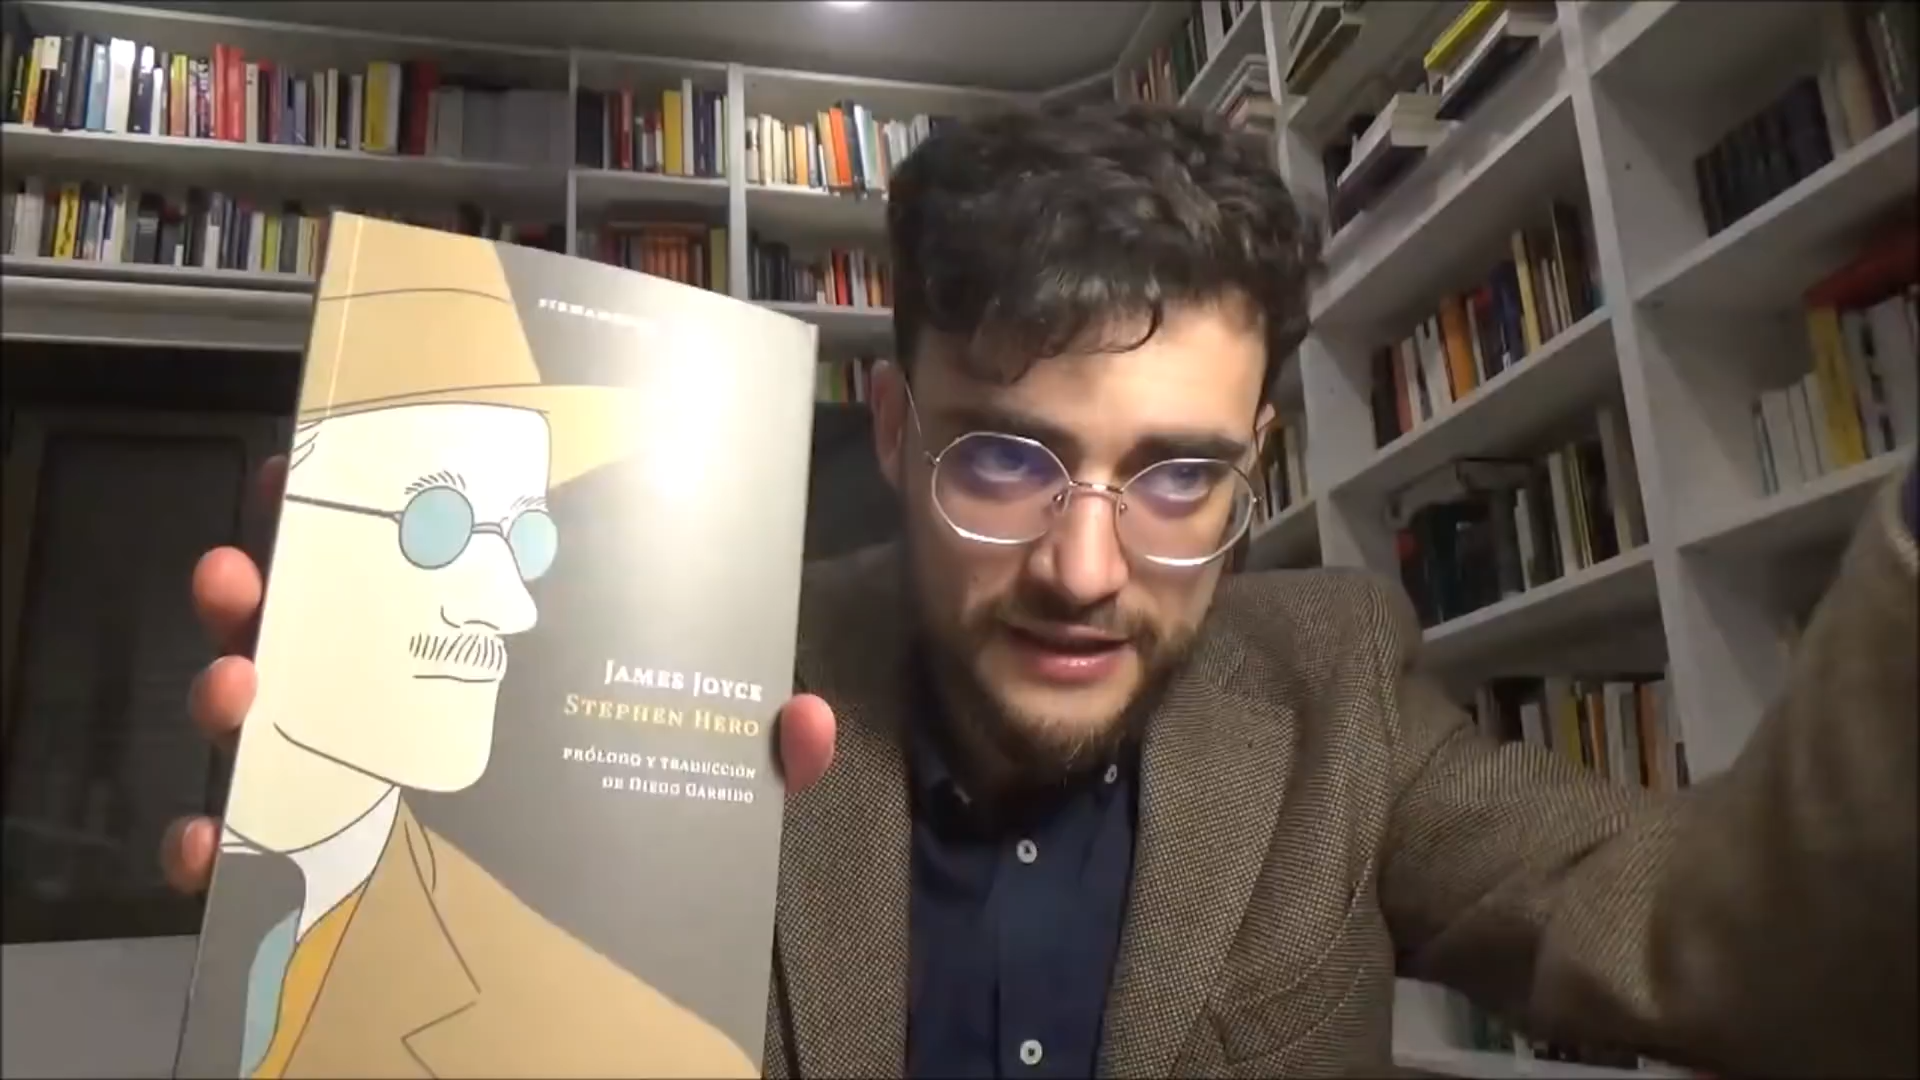 James Joyce
Stephen Hero
Prólogo y traducción
de Diego Garrido